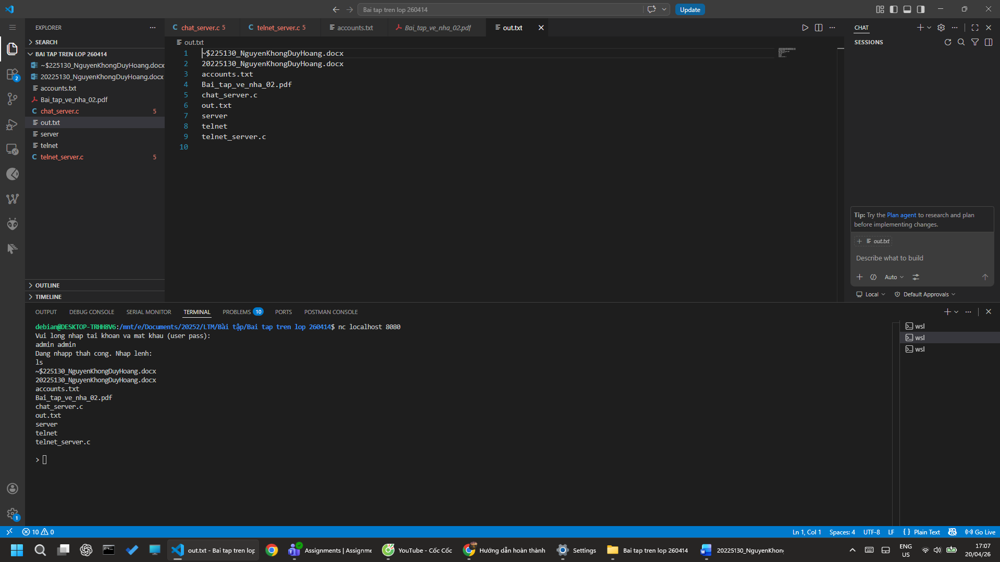 Bai tap tren lop 260414
Update
EXPLORER
SEARCH
BAI TAP TREN LOP 260414
~$225130_NguyenKhongDuyHoang.docx
20225130_NguyenKhongDuyHoang.docx
accounts.txt
Bai_tap_ve_nha_02.pdf
chat_server.c 5
out.txt
server
telnet
telnet_server.c 5
OUTLINE
TIMELINE
chat_server.c 5
telnet_server.c 5
accounts.txt
Bai_tap_ve_nha_02.pdf
out.txt
out.txt
1 ~$225130_NguyenKhongDuyHoang.docx
2 20225130_NguyenKhongDuyHoang.docx
3 accounts.txt
4 Bai_tap_ve_nha_02.pdf
5 chat_server.c
6 out.txt
7 server
8 telnet
9 telnet_server.c
10
CHAT
SESSIONS
Tip: Try the Plan agent to research and plan
before implementing changes.
out.txt
Describe what to build
Auto
Local
Default Approvals
OUTPUT
DEBUG CONSOLE
SERIAL MONITOR
TERMINAL
PROBLEMS 10
PORTS
POSTMAN CONSOLE
debian@DESKTOP-TRHH8V6:/mnt/e/Documents/20252/LTM/Bài tập/Bai tap tren lop 260414$ nc localhost 8080
Vui long nhap tai khoan va mat khau (user pass):
admin admin
Dang nhapp thah cong. Nhap lenh:
ls
~$225130_NguyenKhongDuyHoang.docx
20225130_NguyenKhongDuyHoang.docx
accounts.txt
Bai_tap_ve_nha_02.pdf
chat_server.c
out.txt
server
telnet
telnet_server.c
>
wsl
wsl
wsl
2
1
10 0
Ln 1, Col 1
Spaces: 4
UTF-8
LF
{ } Plain Text
Go Live
out.txt - Bai tap tren lop
Assignments | Assignme
YouTube - Cốc Cốc
Hướng dẫn hoàn thành
Settings
Bai tap tren lop 260414
20225130_NguyenKhon
ENG
US
17:07
20/04/26